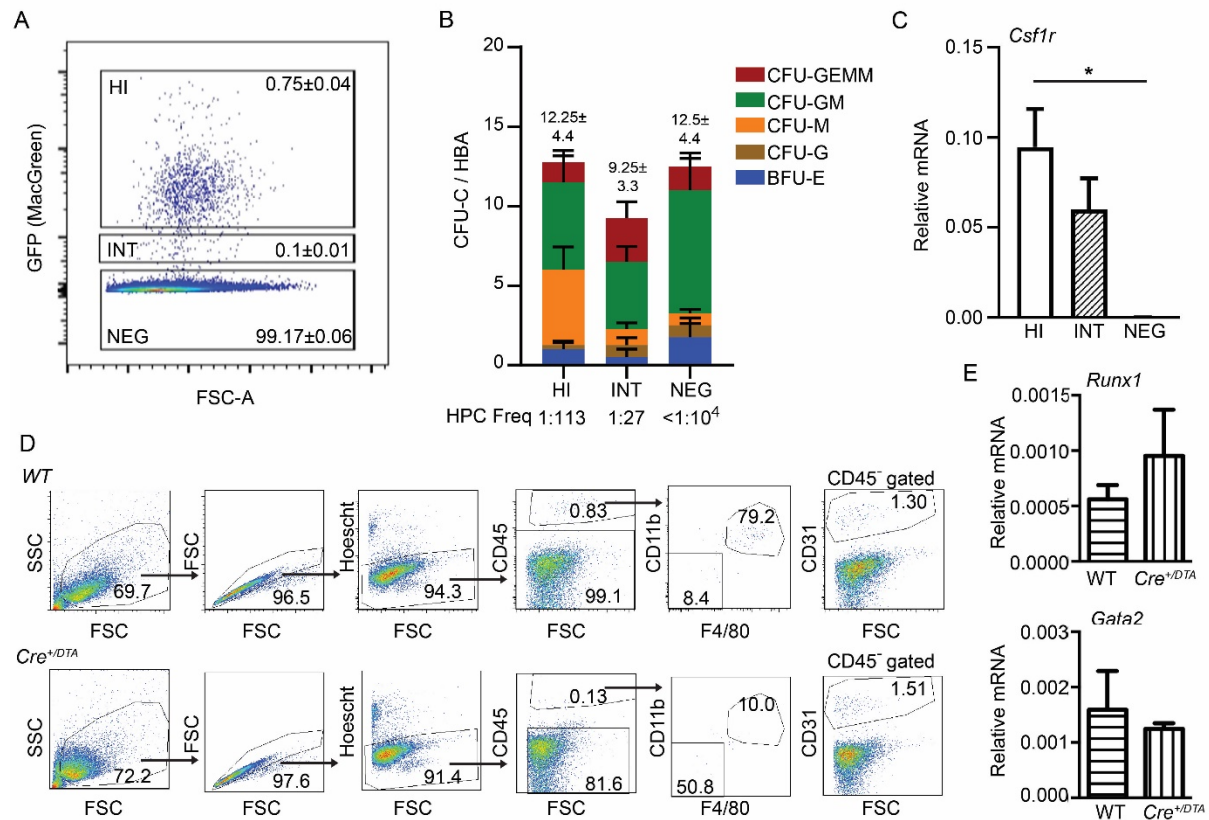 A
HI
0.75±0.04
INT
0.1±0.01
NEG
99.17±0.06
GFP (MacGreen)
FSC-A
B
20
15
10
5
0
CFU-C / HBA
12.25±
4.4
9.25±
3.3
12.5±
4.4
CFU-GEMM
CFU-GM
CFU-M
CFU-G
BFU-E
HI INT NEG
HPC Freq 1:113 1:27 <1:10⁴
C
Csf1r
*
0.15
0.10
0.05
0.00
Relative mRNA
HI INT NEG
D
WT
SSC
69.7
FSC
FSC
96.5
FSC
Hoescht
94.3
FSC
CD45
0.83
99.1
FSC
CD11b
79.2
8.4
F4/80
CD45⁻ gated
CD31
1.30
FSC
Cre+/DTA
SSC
72.2
FSC
FSC
97.6
FSC
Hoescht
91.4
FSC
CD45
0.13
81.6
FSC
CD11b
10.0
50.8
F4/80
CD45⁻ gated
CD31
1.51
FSC
E
Runx1
0.0015
0.0010
0.0005
0.0000
Relative mRNA
WT Cre+/DTA
Gata2
0.003
0.002
0.001
0.000
Relative mRNA
WT Cre+/DTA